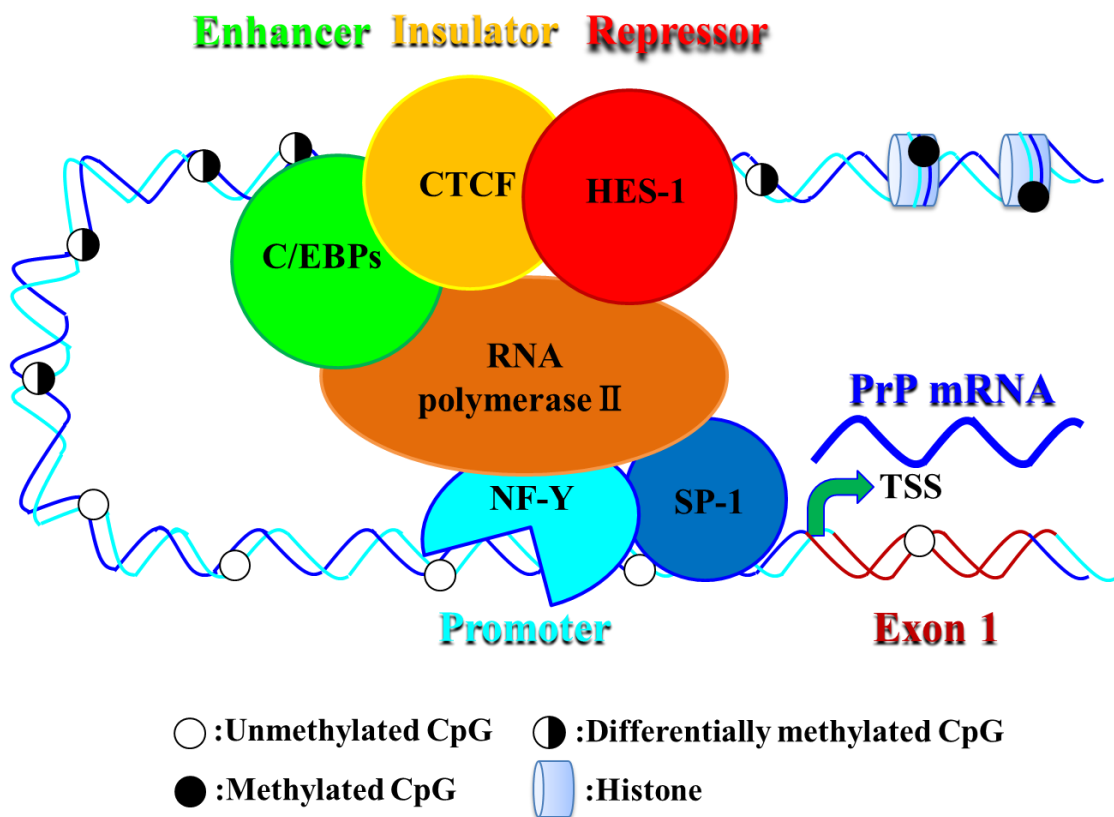 Enhancer Insulator Repressor
CTCF
HES-1
C/EBPs
RNA
polymerase Ⅱ
PrP mRNA
TSS
NF-Y
SP-1
Promoter
Exon 1
:Unmethylated CpG
:Differentially methylated CpG
:Methylated CpG
:Histone